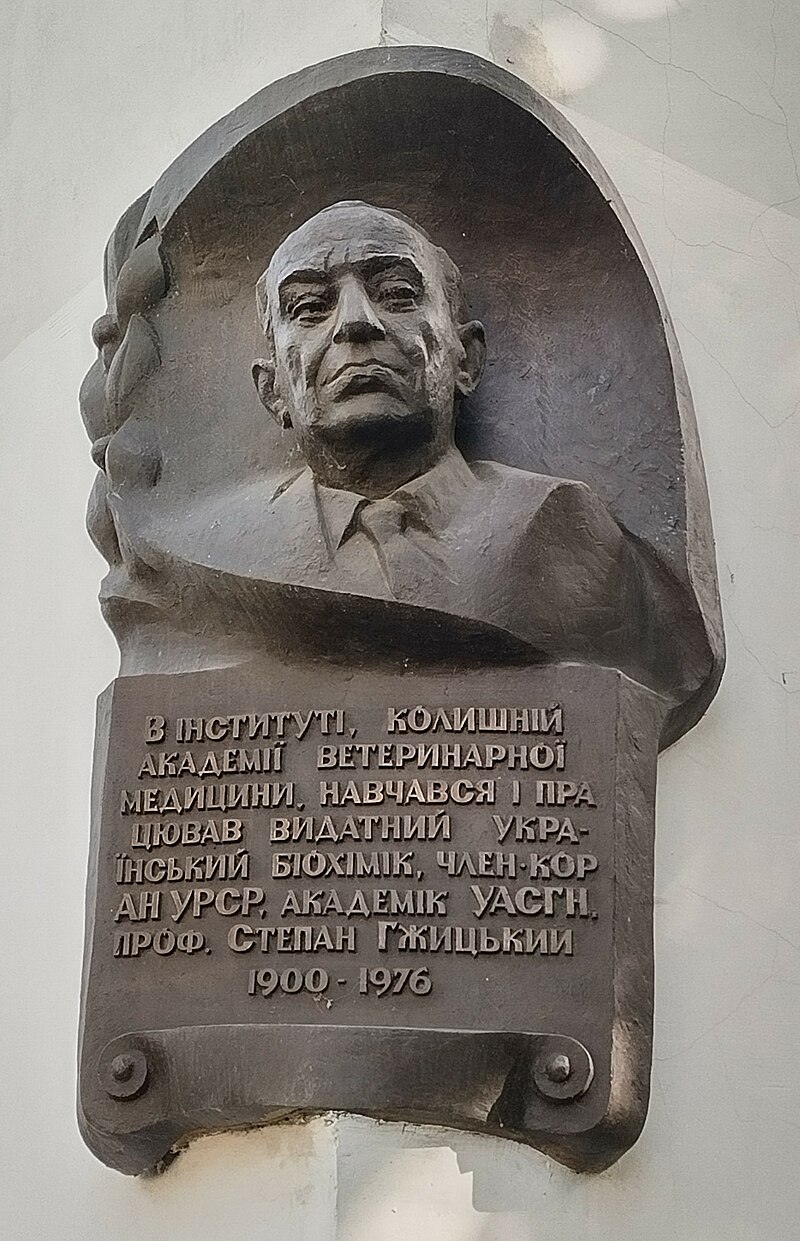 В ІНСТИТУТІ, КОЛИШНІЙ
АКАДЕМІЇ ВЕТЕРИНАРНОЇ
МЕДИЦИНИ, НАВЧАВСЯ І ПРА
ЦЮВАВ ВИДАТНИЙ УКРА-
ЇНСЬКИЙ БІОХІМІК, ЧЛЕН-КОР
АН УРСР, АКАДЕМІК УАСГН,
ПРОФ. СТЕПАН ҐЖИЦЬКИЙ
1900 - 1976